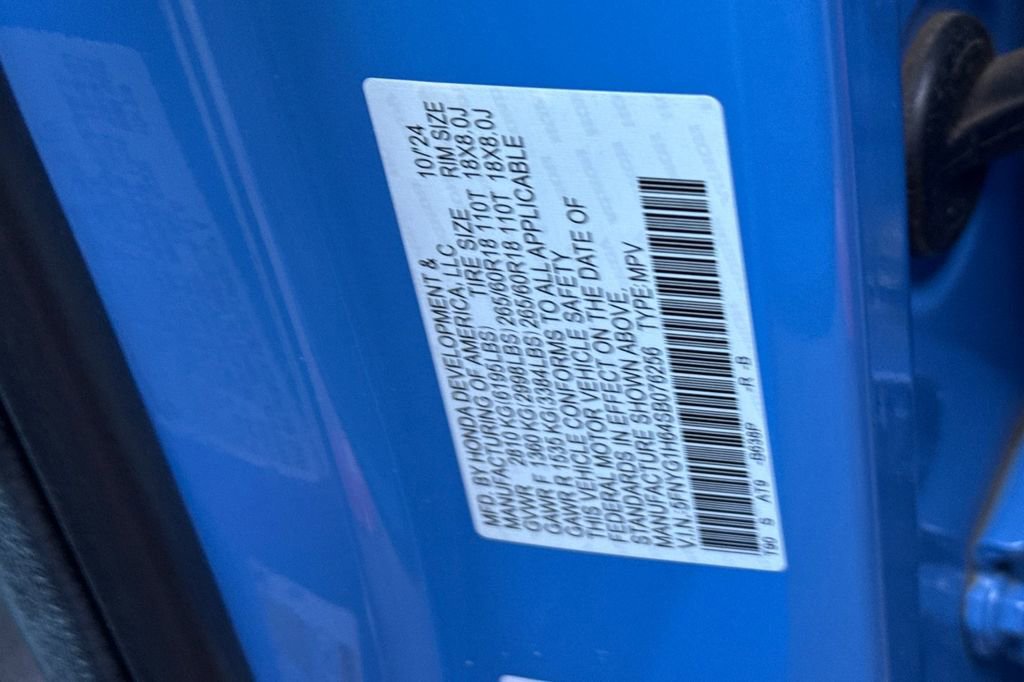 MFD. BY HONDA DEVELOPMENT & 10/'24
MANUFACTURING OF AMERICA, LLC RIM SIZE
GVWR 2810 KG(6195LBS) TIRE SIZE 18X8.0J
GAWR F 1360 KG(2998LBS) 265/60R18 110T 18X8.0J
GAWR R 1535 KG(3384LBS) 265/60R18 110T
THIS VEHICLE CONFORMS TO ALL APPLICABLE
FEDERAL MOTOR VEHICLE SAFETY
STANDARDS IN EFFECT ON THE DATE OF
MANUFACTURE SHOWN ABOVE.
V.I.N.:5FNYG1H64SB076256 TYPE:MPV
T90 S A19 -B638P -R -B